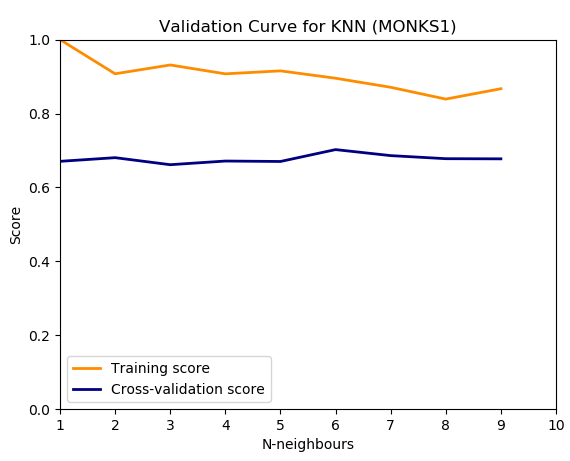 Validation Curve for KNN (MONKS1)
1.0
0.8
0.6
0.4
0.2
0.0
Score
Training score
Cross-validation score
1 2 3 4 5 6 7 8 9 10
N-neighbours